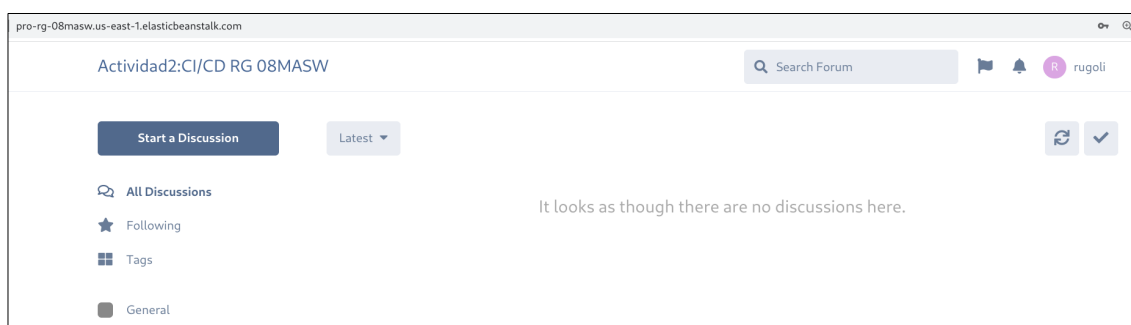 pro-rg-08masw.us-east-1.elasticbeanstalk.com
Actividad2:CI/CD RG 08MASW
Search Forum
R rugoli
Start a Discussion
Latest
All Discussions
It looks as though there are no discussions here.
Following
Tags
General